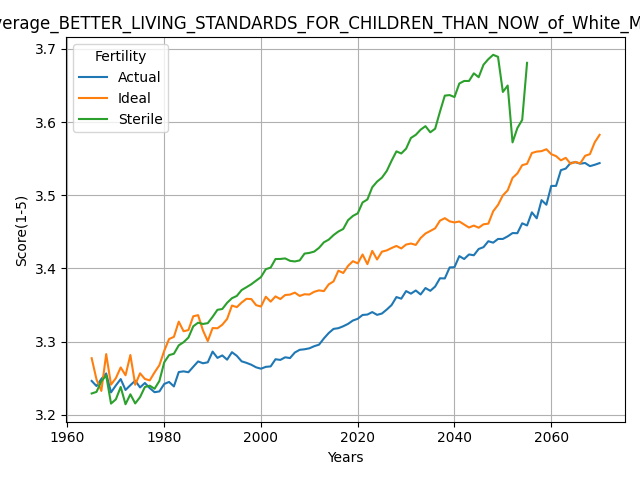 verage_BETTER_LIVING_STANDARDS_FOR_CHILDREN_THAN_NOW_of_White_M
Fertility
Actual
Ideal
Sterile
Score(1-5)
3.7
3.6
3.5
3.4
3.3
3.2
1960 1980 2000 2020 2040 2060
Years